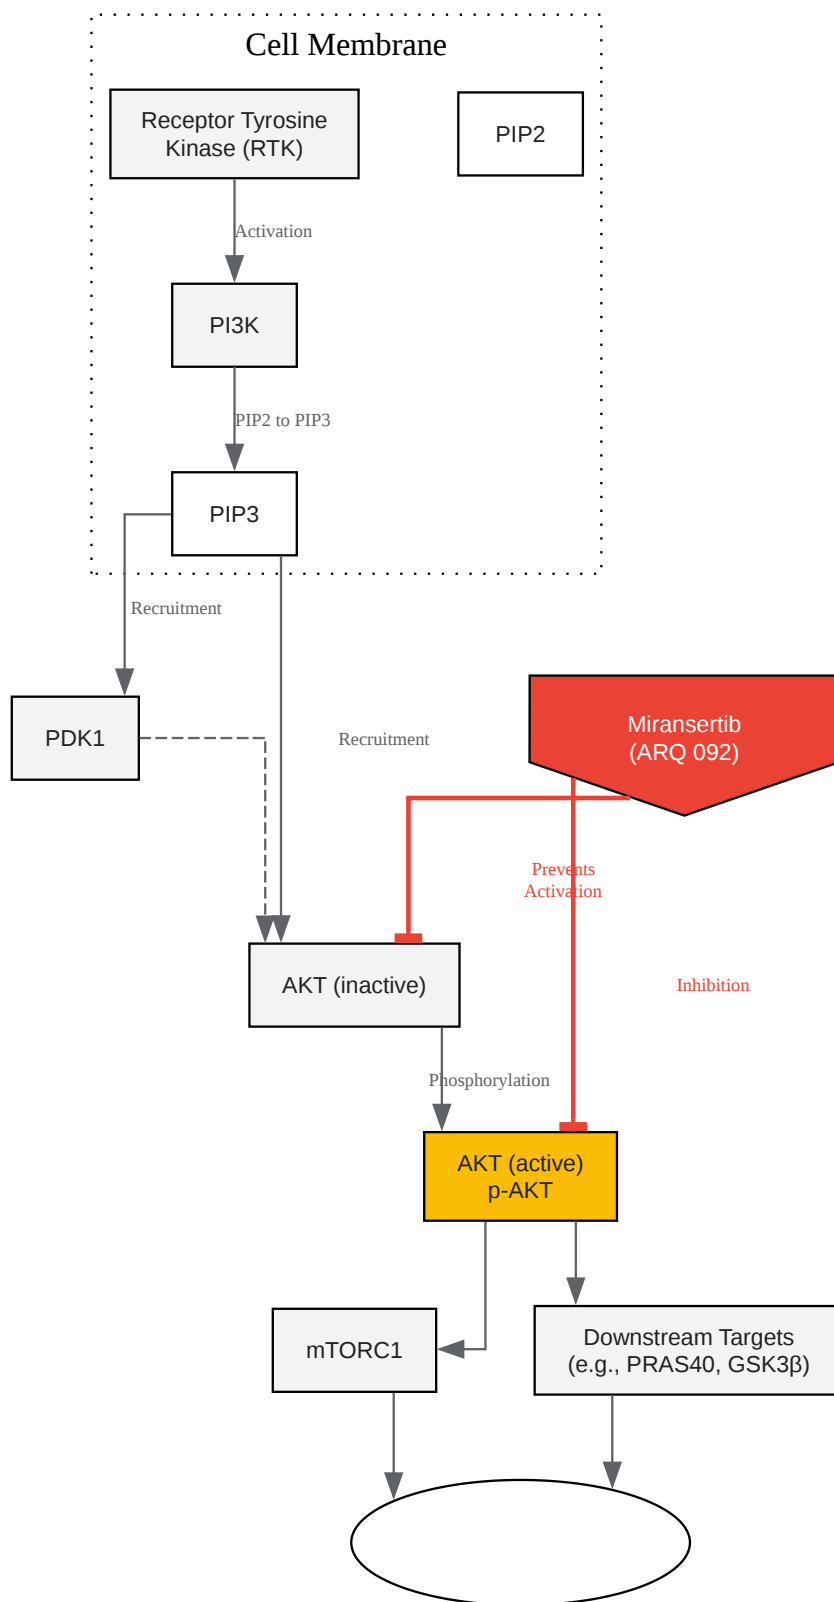 Cell Membrane
Receptor Tyrosine
Kinase (RTK)
PIP2
Activation
PI3K
PIP2 to PIP3
PIP3
Recruitment
Miransertib
(ARQ 092)
PDK1
Recruitment
Prevents
Activation
AKT (inactive)
Inhibition
Phosphorylation
AKT (active)
p-AKT
mTORC1
Downstream Targets
(e.g., PRAS40, GSK3β)